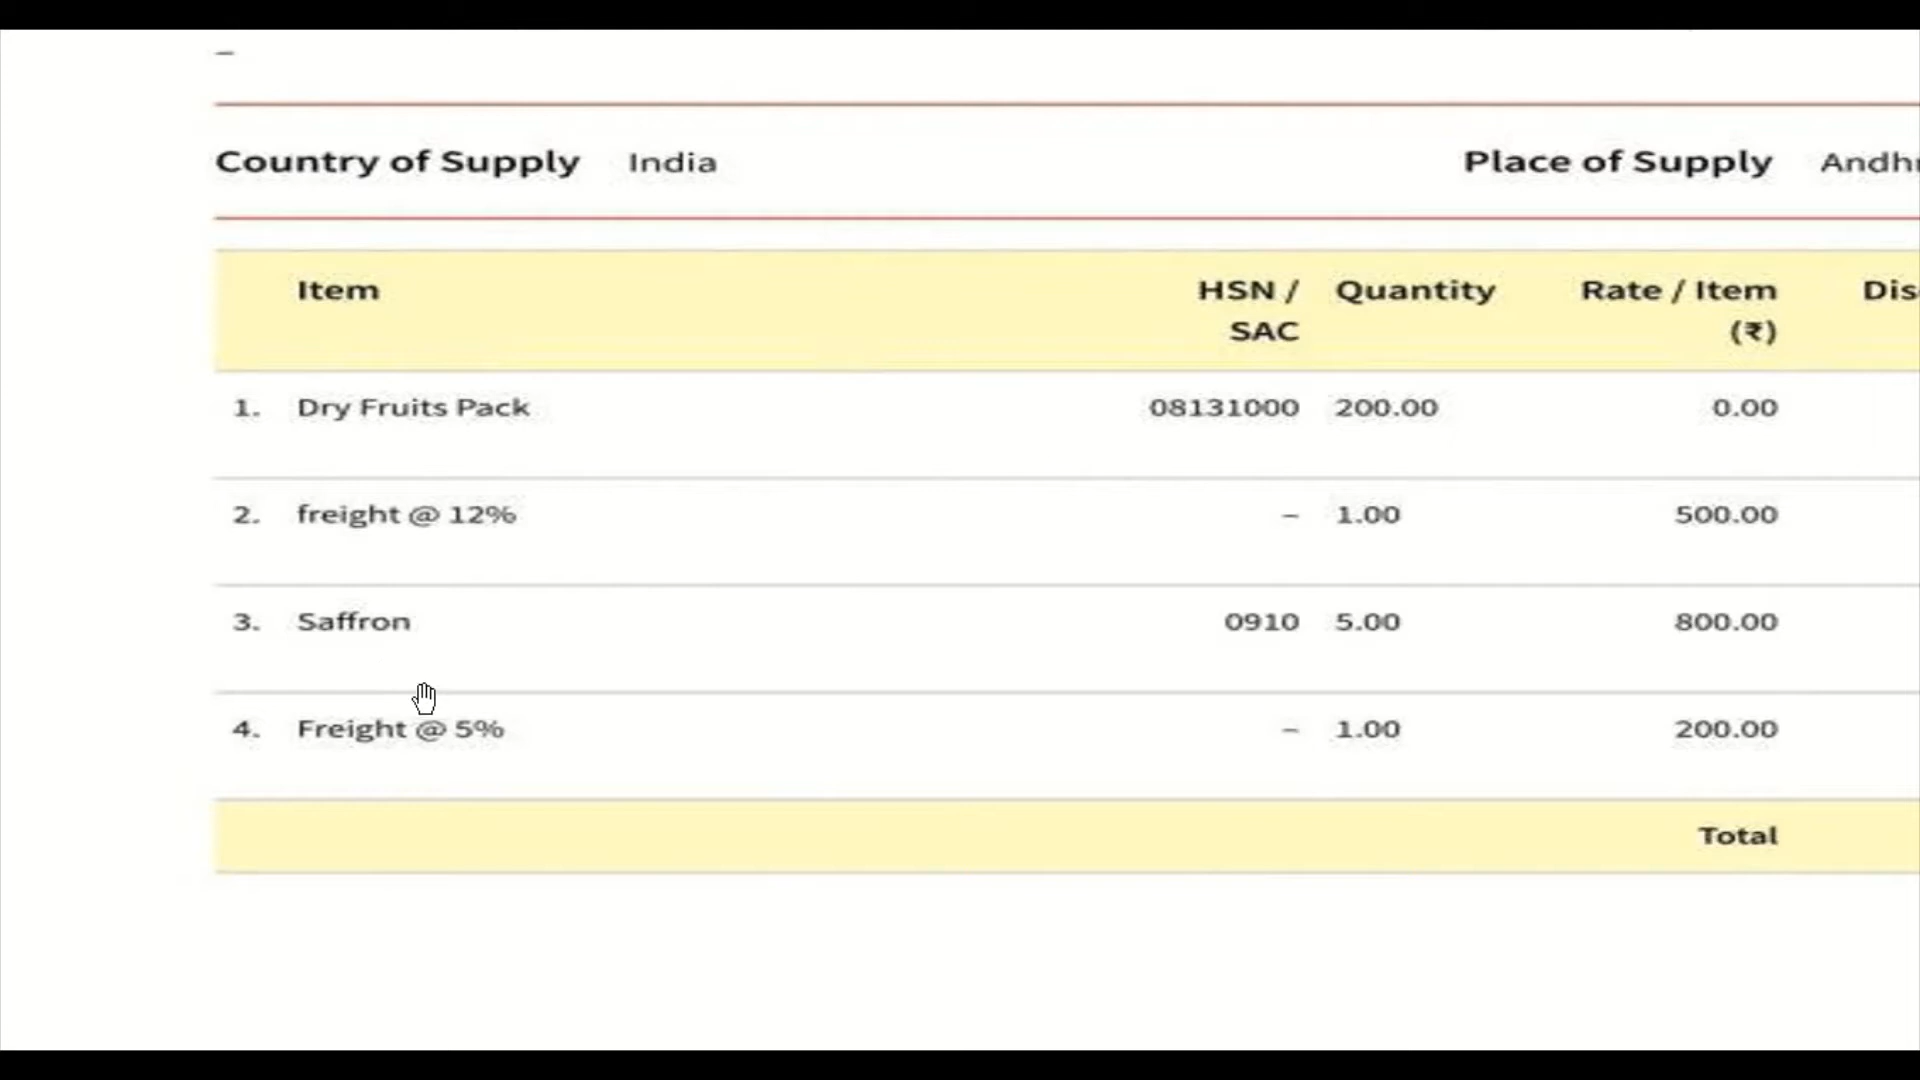 –
Country of Supply India Place of Supply Andh
Item HSN / SAC Quantity Rate / Item (₹) Dis
1. Dry Fruits Pack 08131000 200.00 0.00
2. freight @ 12% – 1.00 500.00
3. Saffron 0910 5.00 800.00
4. Freight @ 5% – 1.00 200.00
Total